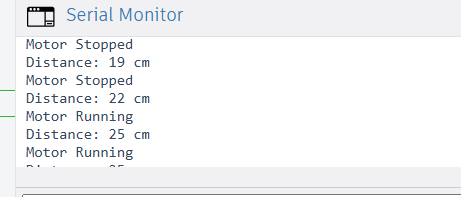 Serial Monitor
Motor Stopped
Distance: 19 cm
Motor Stopped
Distance: 22 cm
Motor Running
Distance: 25 cm
Motor Running